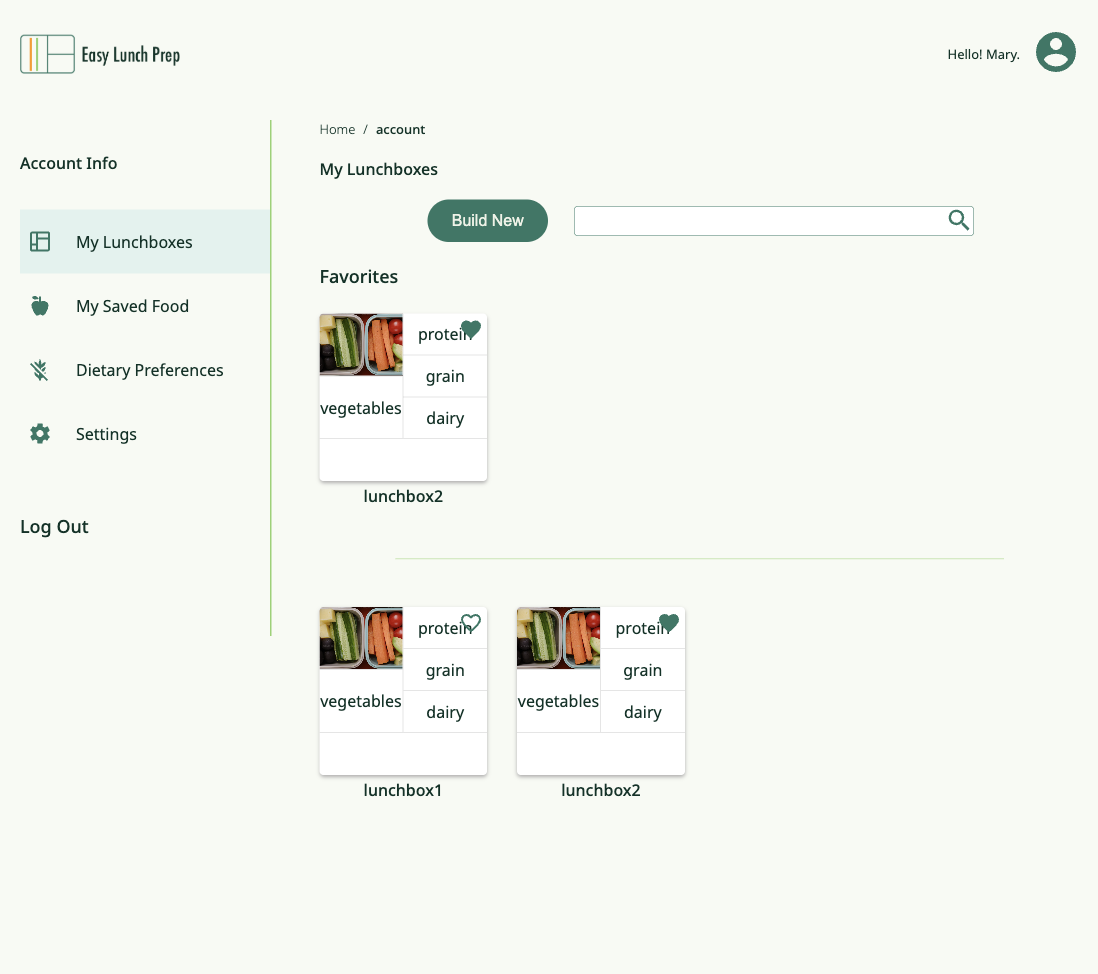 Easy Lunch Prep
Hello! Mary.
Account Info
My Lunchboxes
My Saved Food
Dietary Preferences
Settings
Log Out
Home / account
My Lunchboxes
Build New
Favorites
protein
grain
vegetables
dairy
lunchbox2
protein
grain
vegetables
dairy
lunchbox1
protein
grain
vegetables
dairy
lunchbox2